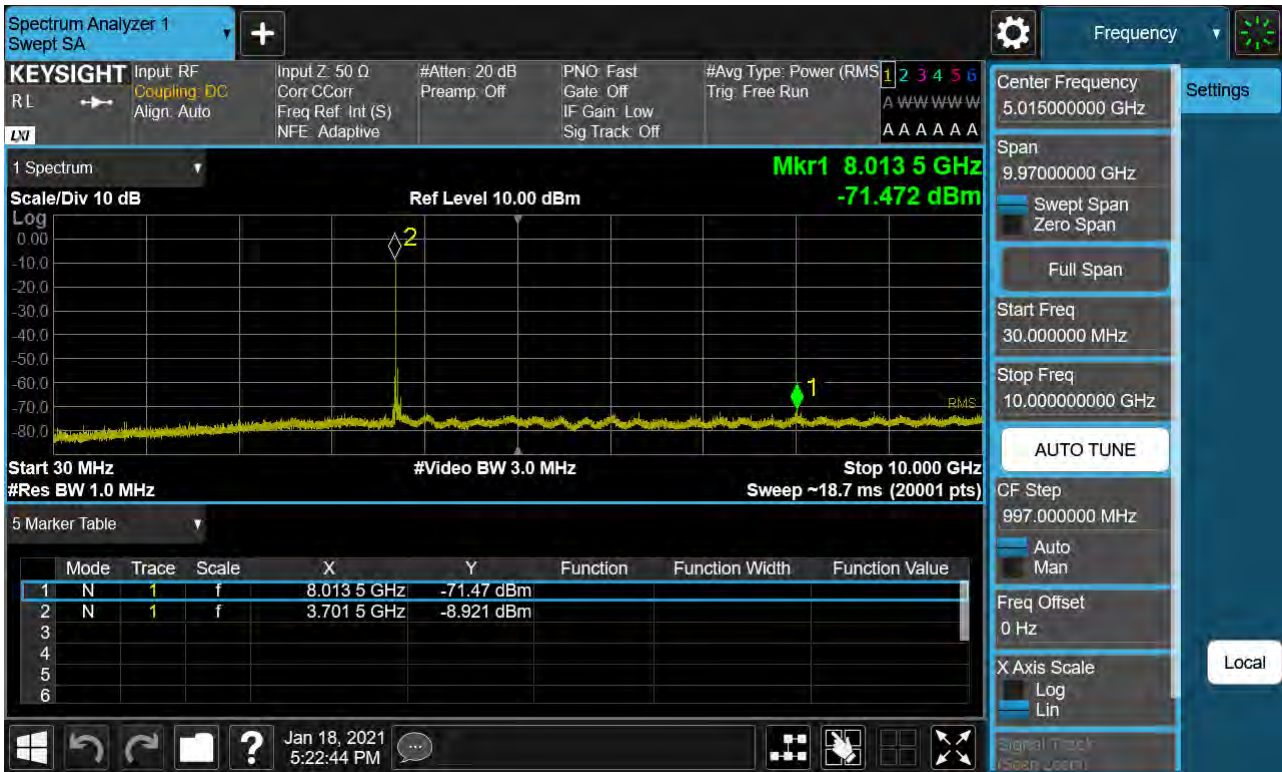 Spectrum Analyzer 1
Swept SA
+
Frequency
KEYSIGHT
RL
LXI
Input: RF
Coupling: DC
Align: Auto
Input Z: 50 Ω
Corr CCorr
Freq Ref: Int (S)
NFE: Adaptive
#Atten: 20 dB
Preamp: Off
PNO: Fast
Gate: Off
IF Gain: Low
Sig Track: Off
#Avg Type: Power (RMS
Trig: Free Run
1 2 3 4 5 6
A W W W W W
A A A A A A
1 Spectrum
Scale/Div 10 dB
Ref Level 10.00 dBm
Mkr1 8.013 5 GHz
-71.472 dBm
Log
0.00
-10.0
-20.0
-30.0
-40.0
-50.0
-60.0
-70.0
-80.0
2
1
RMS
Start 30 MHz
#Video BW 3.0 MHz
Stop 10.000 GHz
#Res BW 1.0 MHz
Sweep ~18.7 ms (20001 pts)
5 Marker Table
Mode Trace Scale X Y Function Function Width Function Value
1 N 1 f 8.013 5 GHz -71.47 dBm
2 N 1 f 3.701 5 GHz -8.921 dBm
3
4
5
6
?
Jan 18, 2021
5:22:44 PM
Center Frequency
5.015000000 GHz
Span
9.97000000 GHz
Swept Span
Zero Span
Full Span
Start Freq
30.000000 MHz
Stop Freq
10.000000000 GHz
AUTO TUNE
CF Step
997.000000 MHz
Auto
Man
Freq Offset
0 Hz
X Axis Scale
Log
Lin
Signal Track
(Span Zoom)
Settings
Local